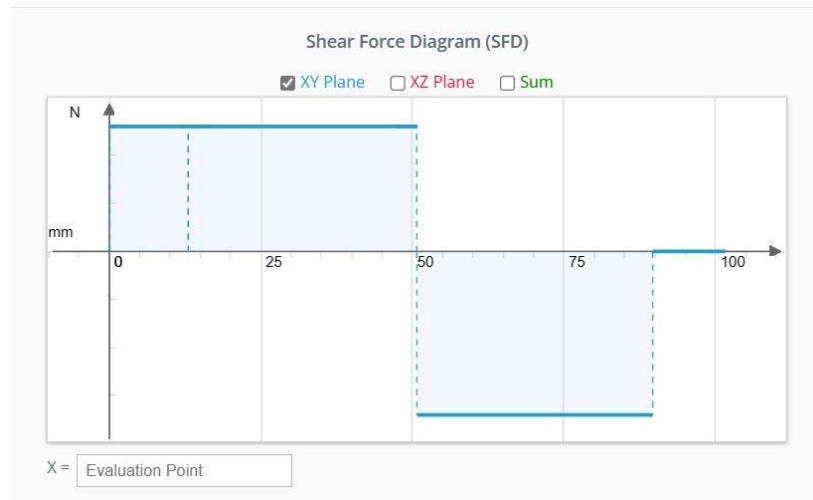 Shear Force Diagram (SFD)
XY Plane XZ Plane Sum
N
mm
0 25 50 75 100
X = Evaluation Point